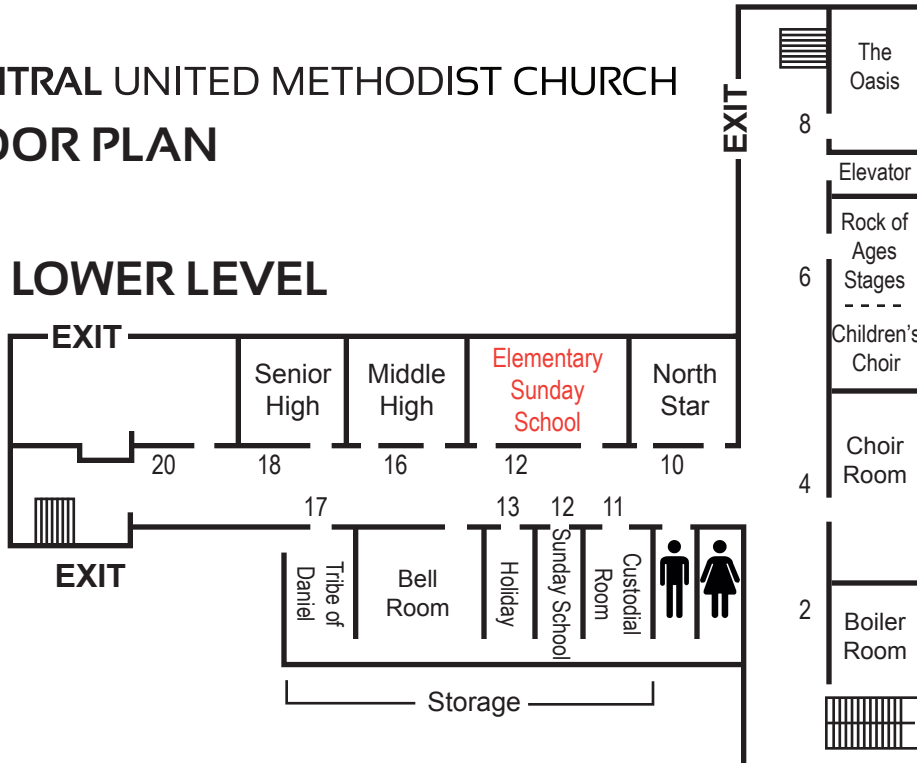 NTRAL UNITED METHODIST CHURCH
OOR PLAN
LOWER LEVEL
EXIT
The
Oasis
8
Elevator
Rock of
Ages
Stages
6
Children's
Choir
EXIT
Senior
High
Middle
High
Elementary
Sunday
School
North
Star
Choir
Room
20
18
16
12
10
4
17
13
12
11
Tribe of
Daniel
Bell
Room
Holiday
Sunday School
Custodial
Room
EXIT
2
Boiler
Room
Storage